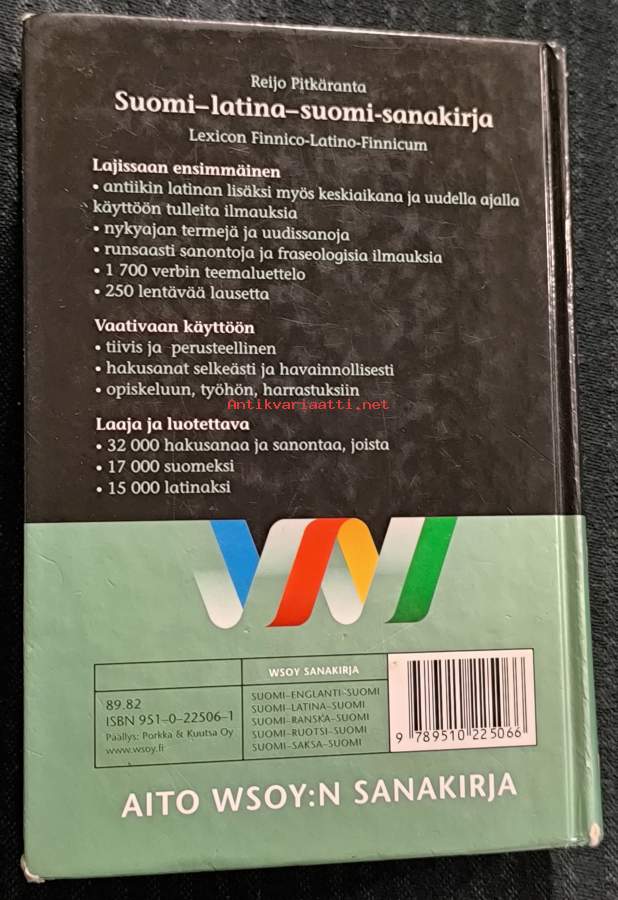 Reijo Pitkäranta
Suomi–latina–suomi-sanakirja
Lexicon Finnico-Latino-Finnicum
Lajissaan ensimmäinen
• antiikin latinan lisäksi myös keskiaikana ja uudella ajalla
käyttöön tulleita ilmauksia
• nykyajan termejä ja uudissanoja
• runsaasti sanontoja ja fraseologisia ilmauksia
• 1 700 verbin teemaluettelo
• 250 lentävää lausetta
Vaativaan käyttöön
• tiivis ja perusteellinen
• hakusanat selkeästi ja havainnollisesti
• opiskeluun, työhön, harrastuksiin
Antikvariaatti.net
Laaja ja luotettava
• 32 000 hakusanaa ja sanontaa, joista
• 17 000 suomeksi
• 15 000 latinaksi
WSOY SANAKIRJA
89.82
ISBN 951–0–22506–1
Päällys: Porkka & Kuutsa Oy
www.wsoy.fi
SUOMI–ENGLANTI–SUOMI
SUOMI–LATINA–SUOMI
SUOMI–RANSKA–SUOMI
SUOMI–RUOTSI–SUOMI
SUOMI–SAKSA–SUOMI
9 789510 225066
AITO WSOY:N SANAKIRJA